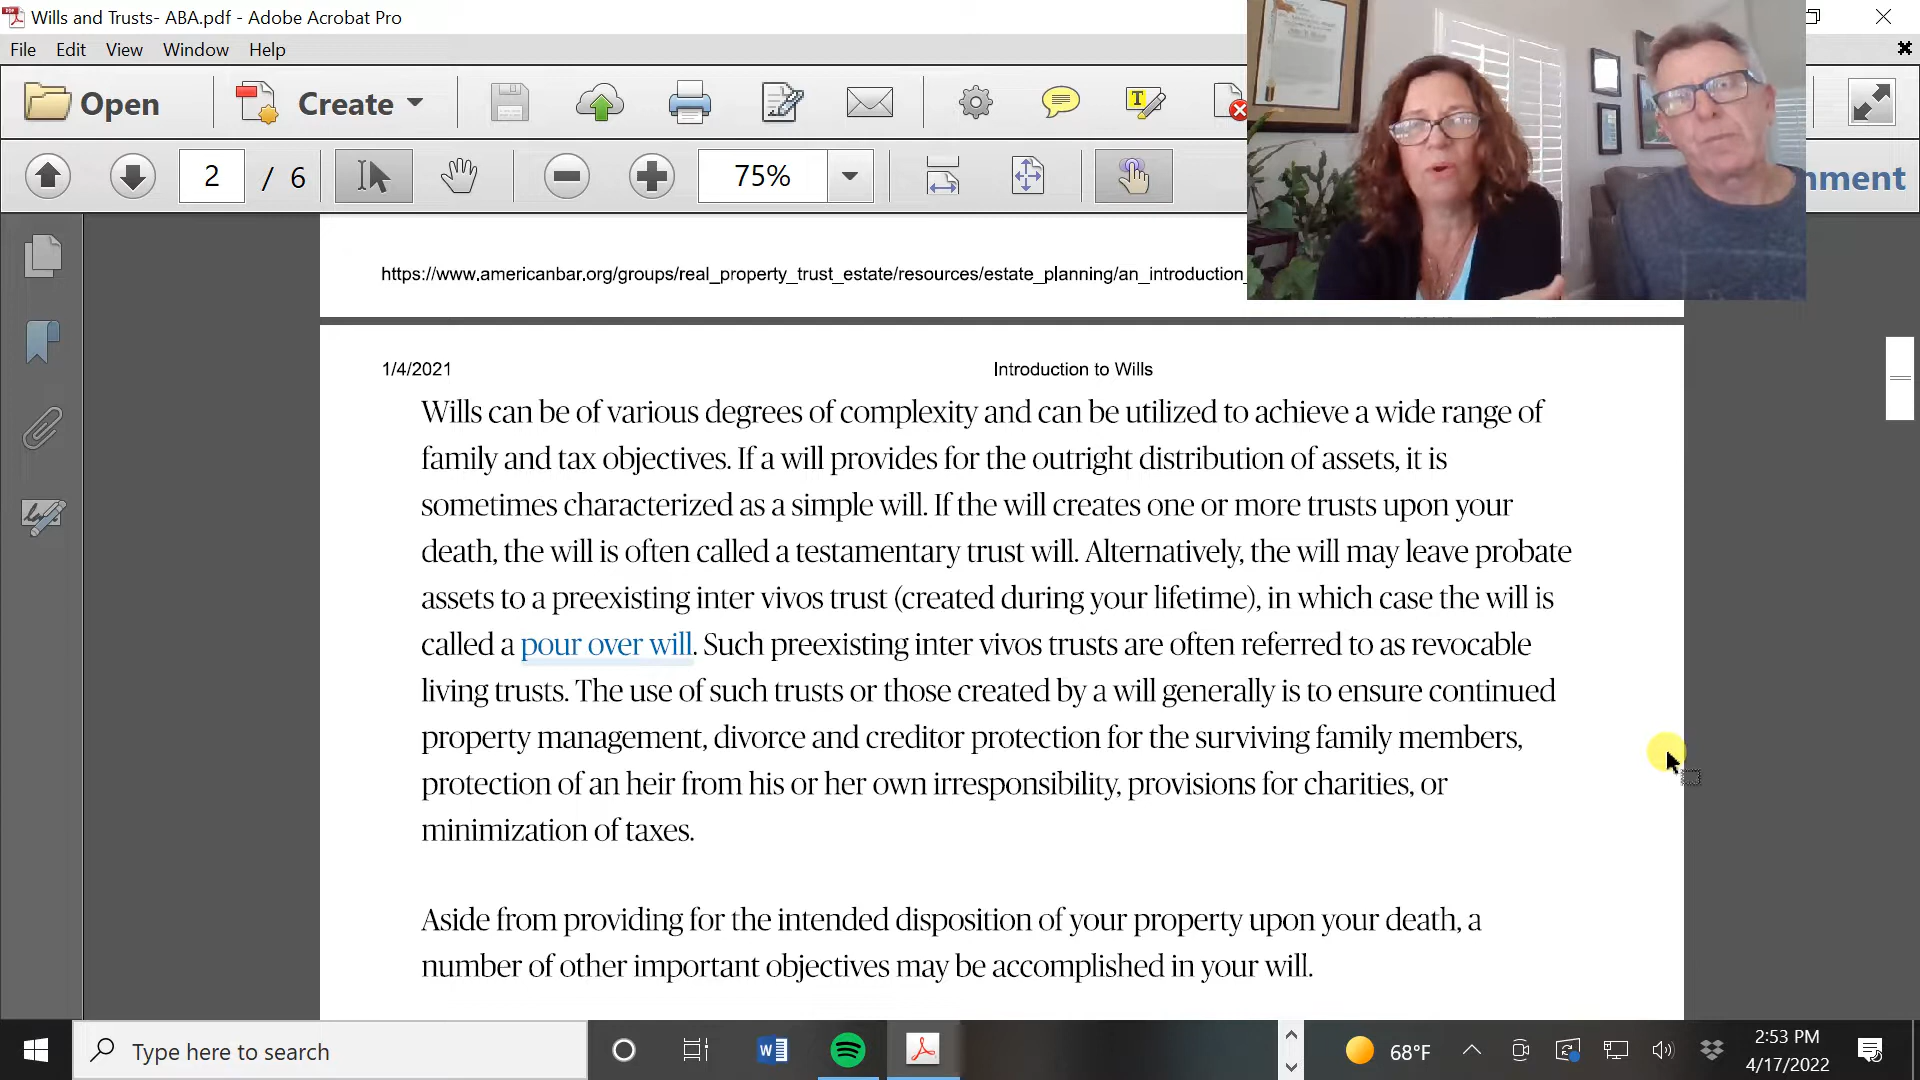 Wills and Trusts- ABA.pdf - Adobe Acrobat Pro
File Edit View Window Help
Open Create
2 / 6 75%
nment
https://www.americanbar.org/groups/real_property_trust_estate/resources/estate_planning/an_introduction_
1/4/2021 Introduction to Wills
Wills can be of various degrees of complexity and can be utilized to achieve a wide range of
family and tax objectives. If a will provides for the outright distribution of assets, it is
sometimes characterized as a simple will. If the will creates one or more trusts upon your
death, the will is often called a testamentary trust will. Alternatively, the will may leave probate
assets to a preexisting inter vivos trust (created during your lifetime), in which case the will is
called a pour over will. Such preexisting inter vivos trusts are often referred to as revocable
living trusts. The use of such trusts or those created by a will generally is to ensure continued
property management, divorce and creditor protection for the surviving family members,
protection of an heir from his or her own irresponsibility, provisions for charities, or
minimization of taxes.
Aside from providing for the intended disposition of your property upon your death, a
number of other important objectives may be accomplished in your will.
Type here to search
68°F
2:53 PM
4/17/2022